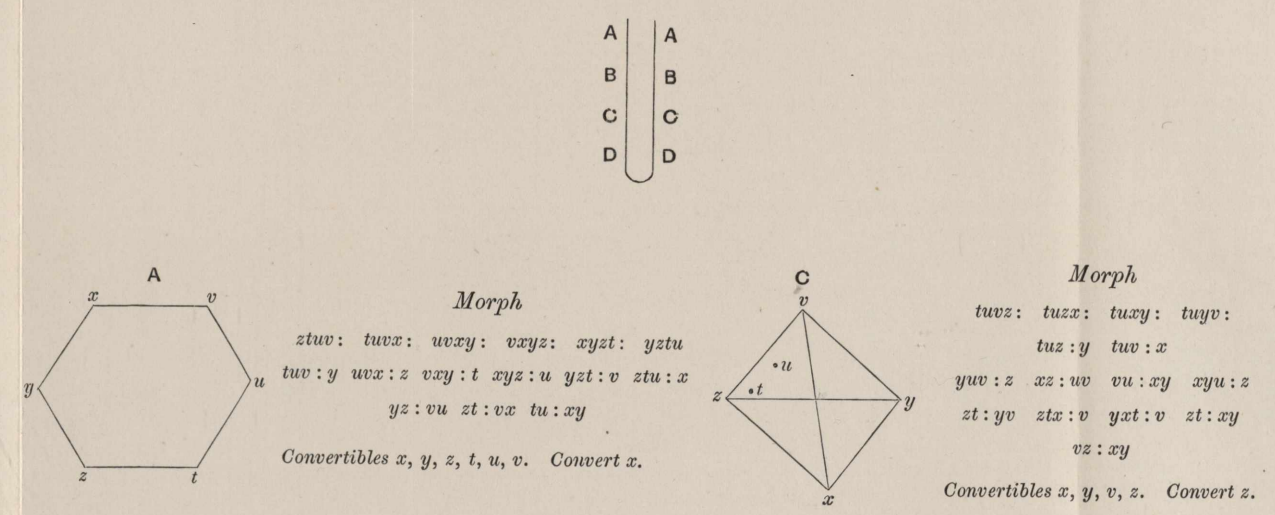 A A
B B
C C
D D
A
x v
y u
z t
Morph
ztuv: tuvx: uvxy: vxyz: xyzt: yztu
tuv:y uvx:z vxy:t xyz:u yzt:v ztu:x
yz:vu zt:vx tu:xy
Convertibles x, y, z, t, u, v. Convert x.
C
v
u
z t y
x
Morph
tuvz: tuzx: tuxy: tuyv:
tuz:y tuv:x
yuv:z xz:uv vu:xy xyu:z
zt:yv ztx:v yxt:v zt:xy
vz:xy
Convertibles x, y, v, z. Convert z.